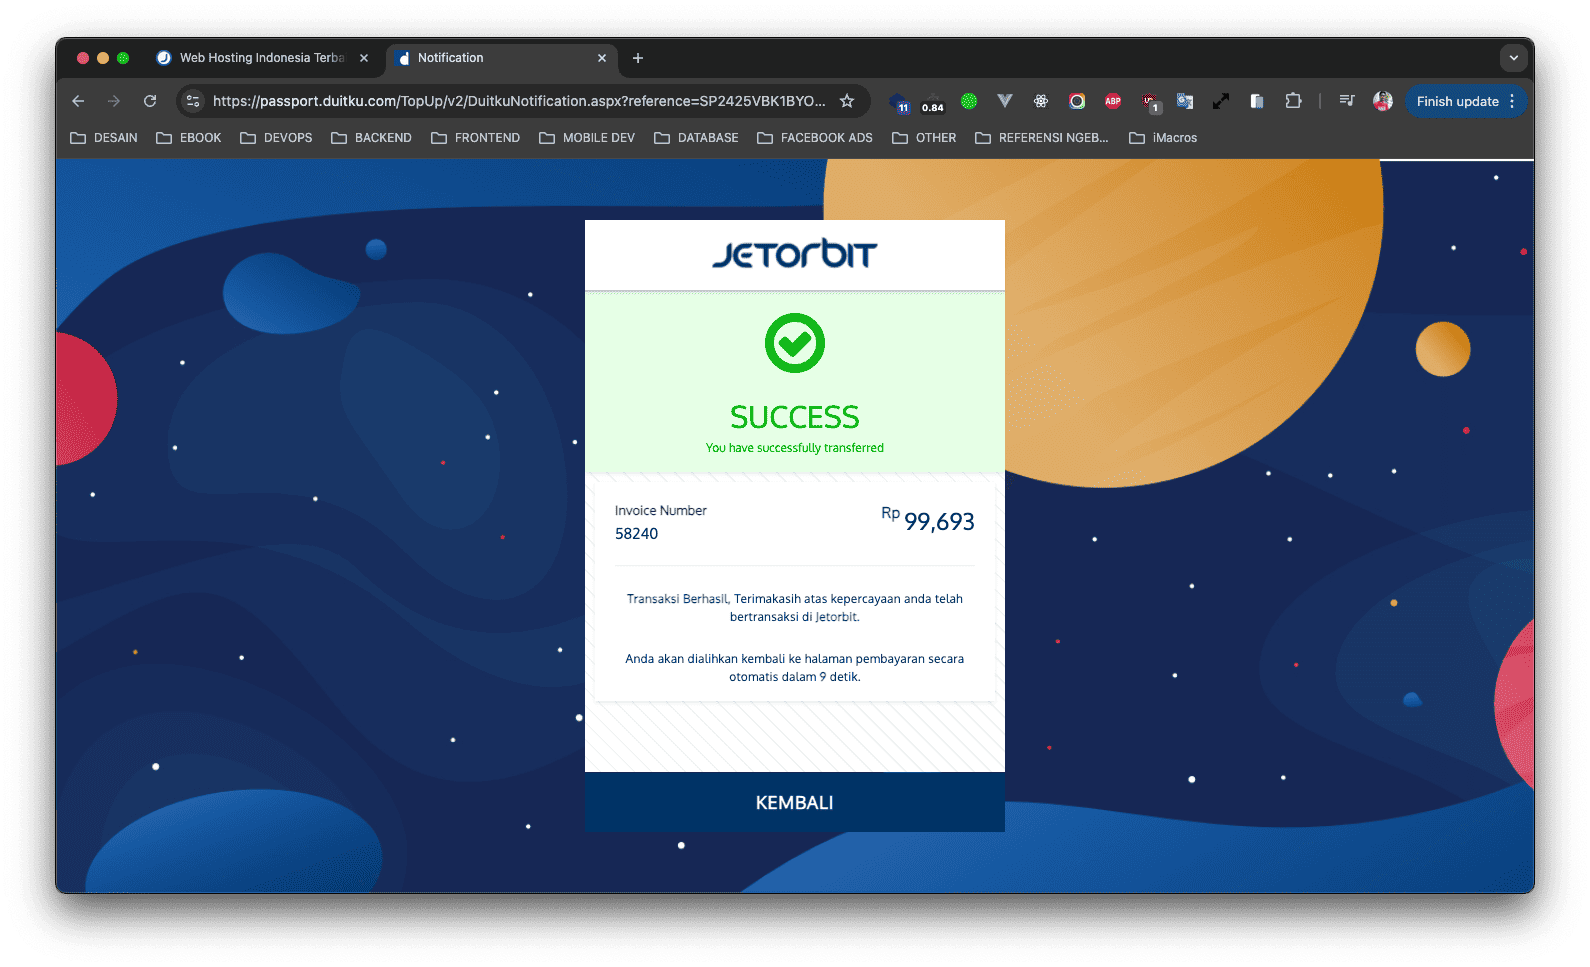 Web Hosting Indonesia Terba
Notification
https://passport.duitku.com/TopUp/v2/DuitkuNotification.aspx?reference=SP2425VBK1BYO...
11
0.84
ABP
1
Finish update
DESAIN
EBOOK
DEVOPS
BACKEND
FRONTEND
MOBILE DEV
DATABASE
FACEBOOK ADS
OTHER
REFERENSI NGEB...
iMacros
JETORBIT
SUCCESS
You have successfully transferred
Invoice Number
58240
Rp 99,693
Transaksi Berhasil, Terimakasih atas kepercayaan anda telah
bertransaksi di Jetorbit.
Anda akan dialihkan kembali ke halaman pembayaran secara
otomatis dalam 9 detik.
KEMBALI